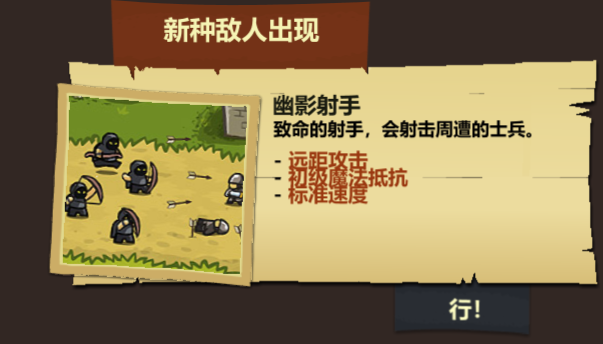 新种敌人出现
幽影射手
致命的射手，会射击周遭的士兵。
- 远距攻击
- 初级魔法抵抗
- 标准速度
行!